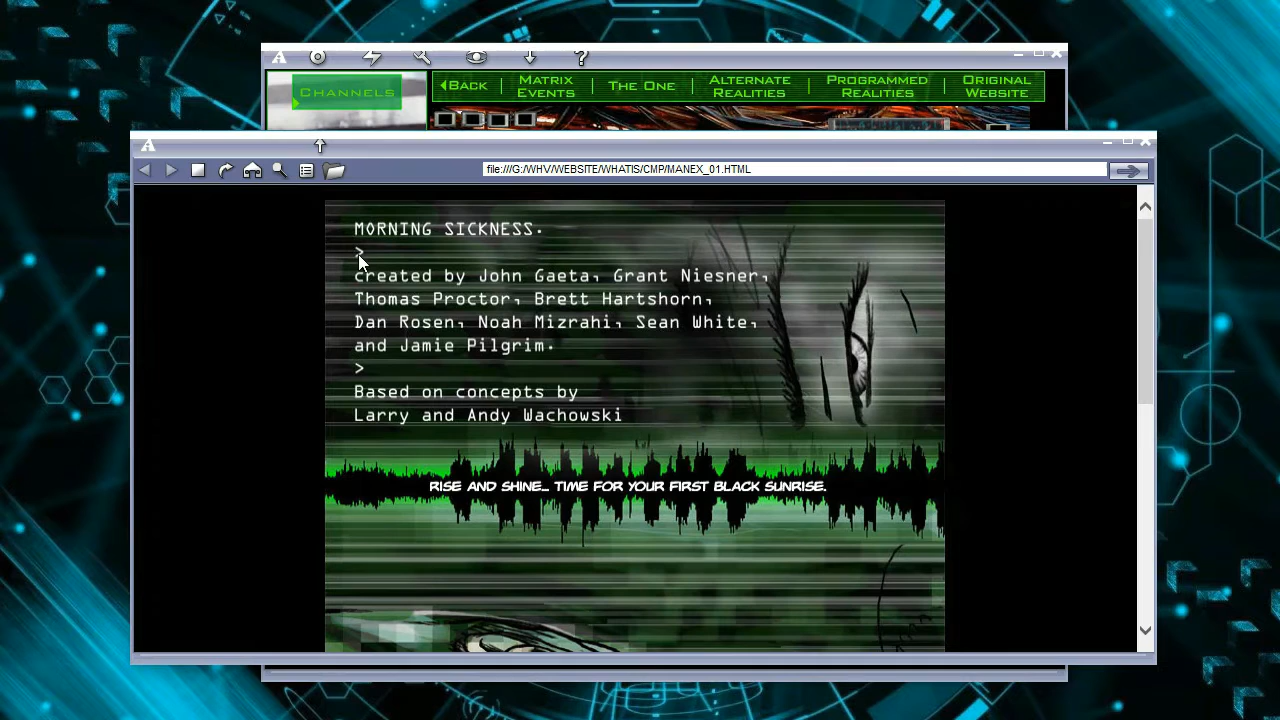 CHANNELS
BACK
MATRIX EVENTS
THE ONE
ALTERNATE REALITIES
PROGRAMMED REALITIES
ORIGINAL WEBSITE
file:///G:/WHV/WEBSITE/WHATIS/CMP/MANEX_01.HTML
MORNING SICKNESS.
>
created by John Gaeta, Grant Niesner,
Thomas Proctor, Brett Hartshorn,
Dan Rosen, Noah Mizrahi, Sean White,
and Jamie Pilgrim.
>
Based on concepts by
Larry and Andy Wachowski
RISE AND SHINE... TIME FOR YOUR FIRST BLACK SUNRISE.